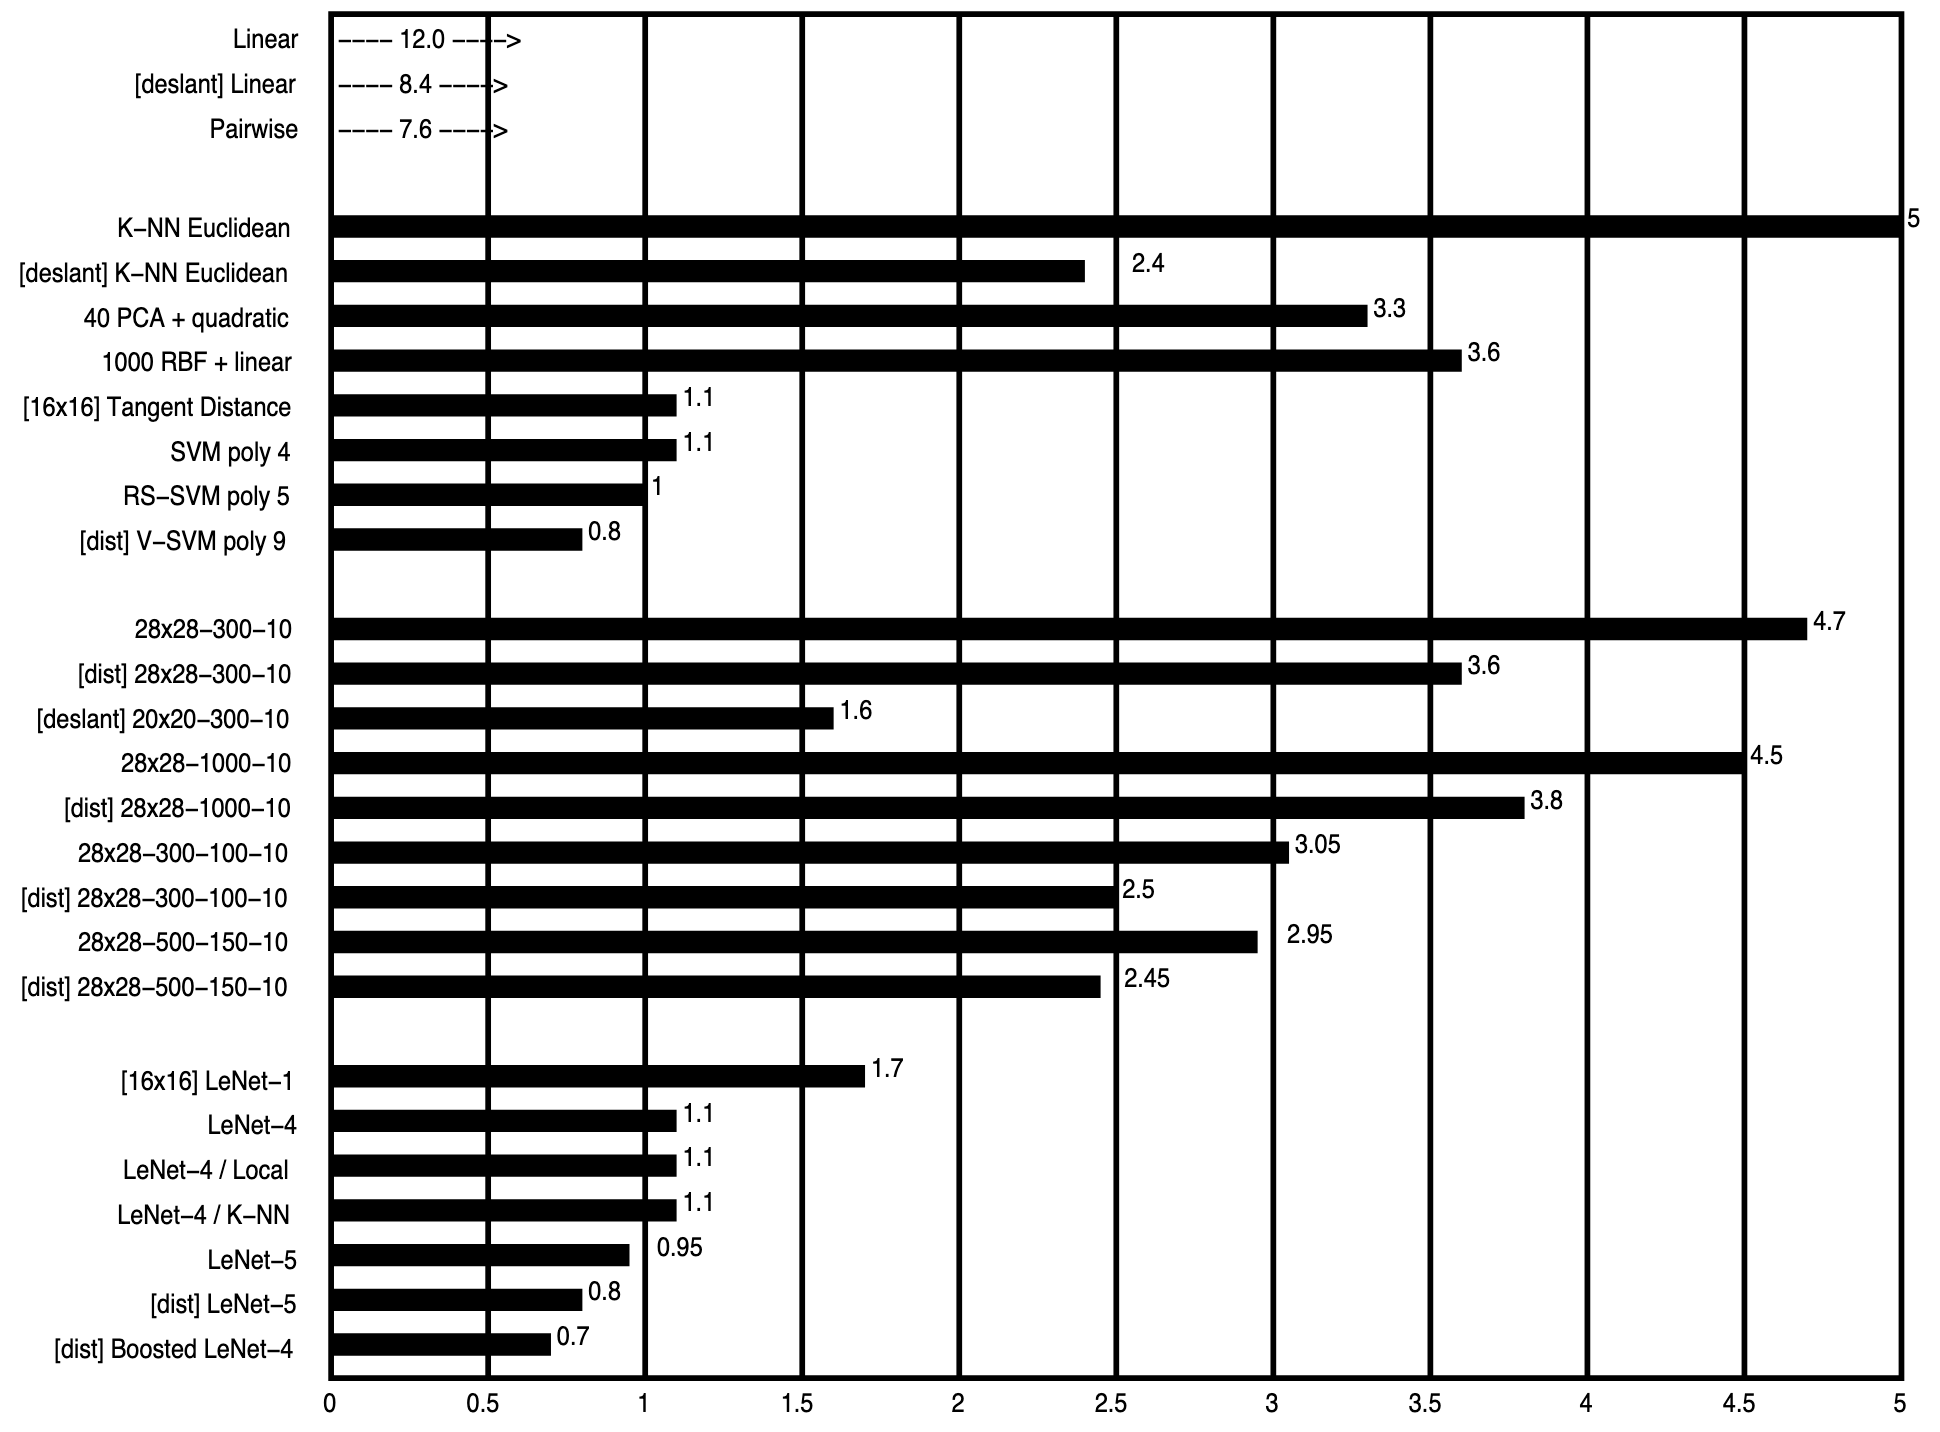 Linear ---- 12.0 ---->
[deslant] Linear ---- 8.4 ---->
Pairwise ---- 7.6 ---->
K–NN Euclidean 5
[deslant] K–NN Euclidean 2.4
40 PCA + quadratic 3.3
1000 RBF + linear 3.6
[16x16] Tangent Distance 1.1
SVM poly 4 1.1
RS–SVM poly 5 1
[dist] V–SVM poly 9 0.8
28x28–300–10 4.7
[dist] 28x28–300–10 3.6
[deslant] 20x20–300–10 1.6
28x28–1000–10 4.5
[dist] 28x28–1000–10 3.8
28x28–300–100–10 3.05
[dist] 28x28–300–100–10 2.5
28x28–500–150–10 2.95
[dist] 28x28–500–150–10 2.45
[16x16] LeNet–1 1.7
LeNet–4 1.1
LeNet–4 / Local 1.1
LeNet–4 / K–NN 1.1
LeNet–5 0.95
[dist] LeNet–5 0.8
[dist] Boosted LeNet–4 0.7
0 0.5 1 1.5 2 2.5 3 3.5 4 4.5 5